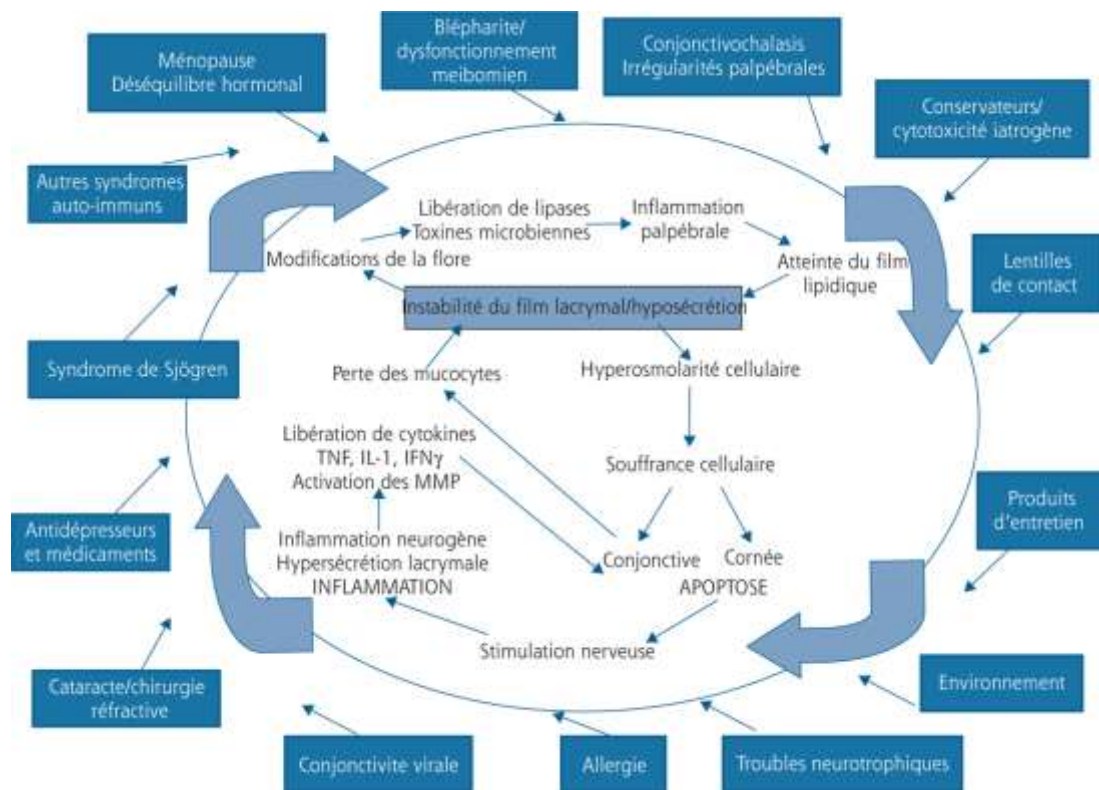 Blépharite/
dysfonctionnement
meibomien
Conjonctivochalasis
Irrégularités palpébrales
Ménopause
Déséquilibre hormonal
Conservateurs/
cytotoxicité iatrogène
Autres syndromes
auto-immuns
Libération de lipases
Toxines microbiennes
Inflammation
palpébrale
Modifications de la flore
Atteinte du film
lipidique
Lentilles
de contact
Instabilité du film lacrymal/hyposécrétion
Syndrome de Sjögren
Perte des mucocytes
Hyperosmolarité cellulaire
Libération de cytokines
TNF, IL-1, IFNγ
Activation des MMP
Souffrance cellulaire
Antidépresseurs
et médicaments
Produits
d'entretien
Inflammation neurogène
Hypersécrétion lacrymale
INFLAMMATION
Conjonctive
Cornée
APOPTOSE
Stimulation nerveuse
Cataracte/chirurgie
réfractive
Environnement
Conjonctivite virale
Allergie
Troubles neurotrophiques